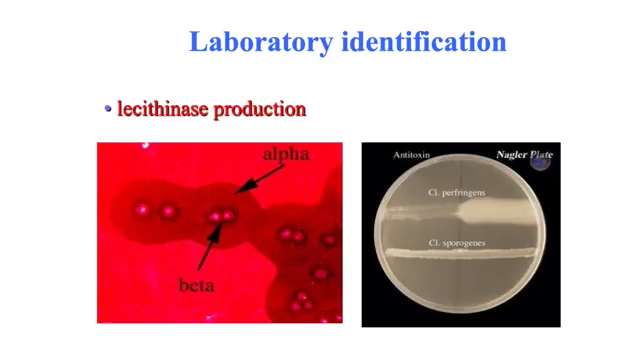 Laboratory identification
• lecithinase production
alpha
beta
Antitoxin
Nagler Plate
Cl. perfringens
Cl. sporogenes